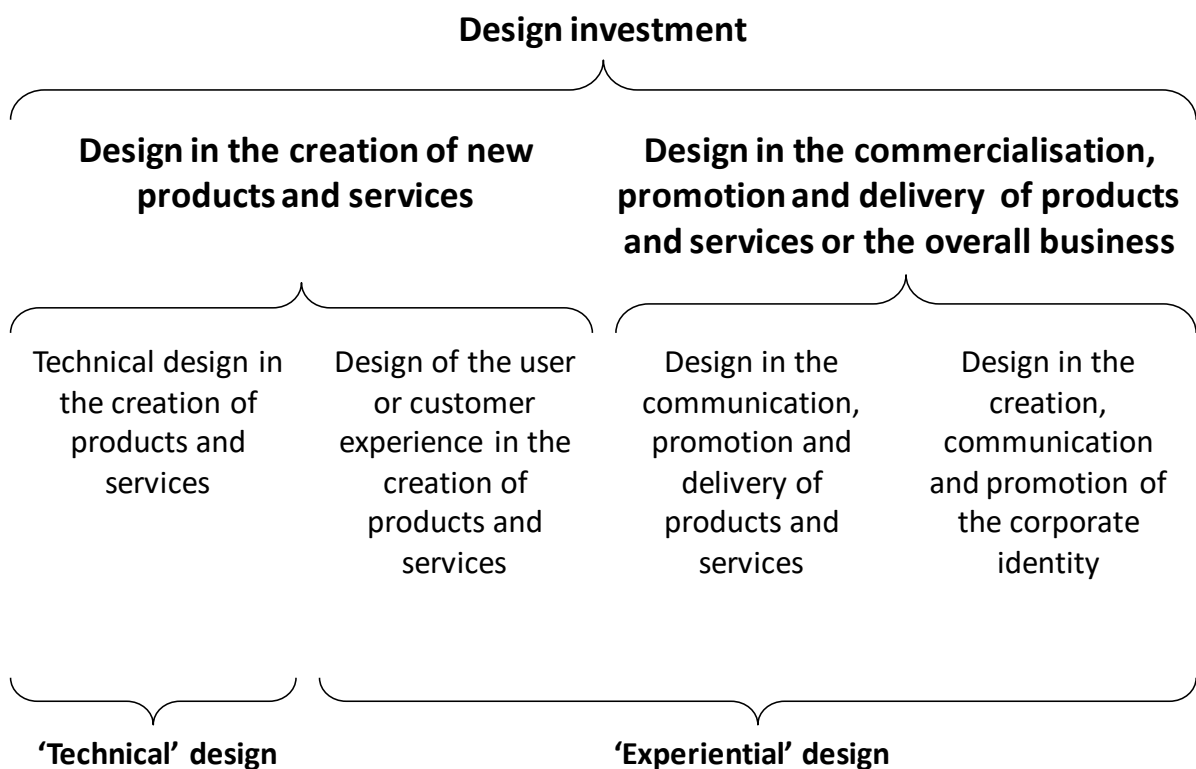 Design investment
Design in the creation of new
products and services
Design in the commercialisation,
promotion and delivery of products
and services or the overall business
Technical design in
the creation of
products and
services
Design of the user
or customer
experience in the
creation of
products and
services
Design in the
communication,
promotion and
delivery of
products and
services
Design in the
creation,
communication
and promotion of
the corporate
identity
‘Technical’ design
‘Experiential’ design